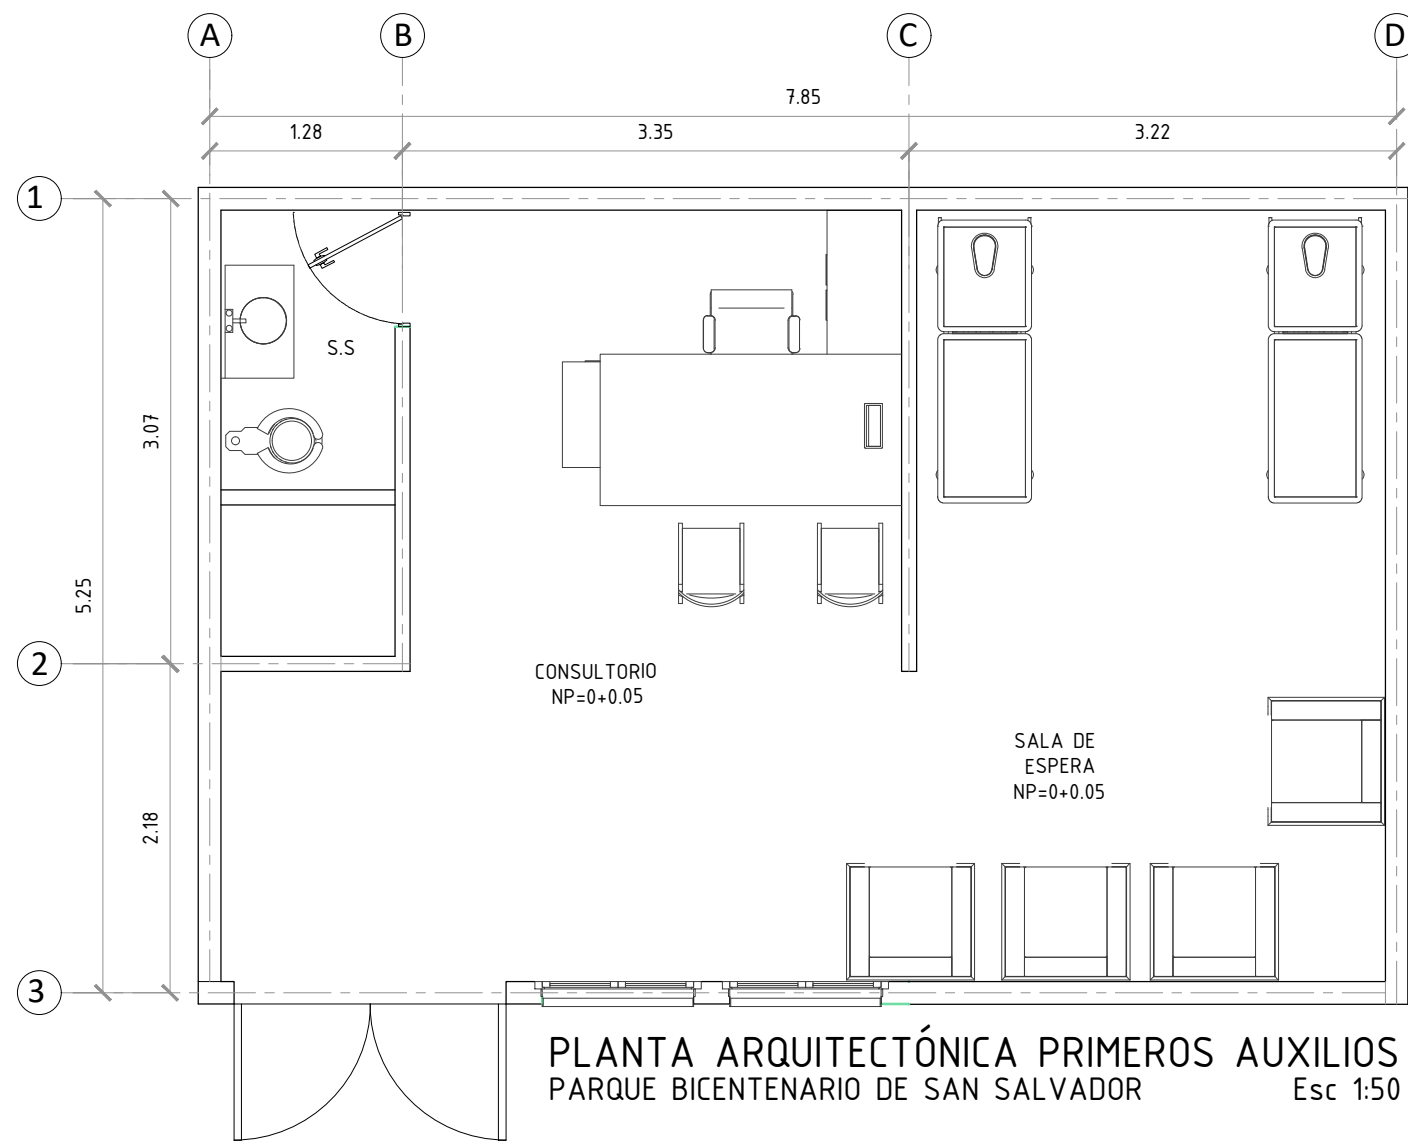 A B C D
7.85
1.28 3.35 3.22
1
S.S
3.07
5.25
2
CONSULTORIO
NP=0+0.05
SALA DE
ESPERA
NP=0+0.05
2.18
3
PLANTA ARQUITECTÓNICA PRIMEROS AUXILIOS
PARQUE BICENTENARIO DE SAN SALVADOR Esc 1:50